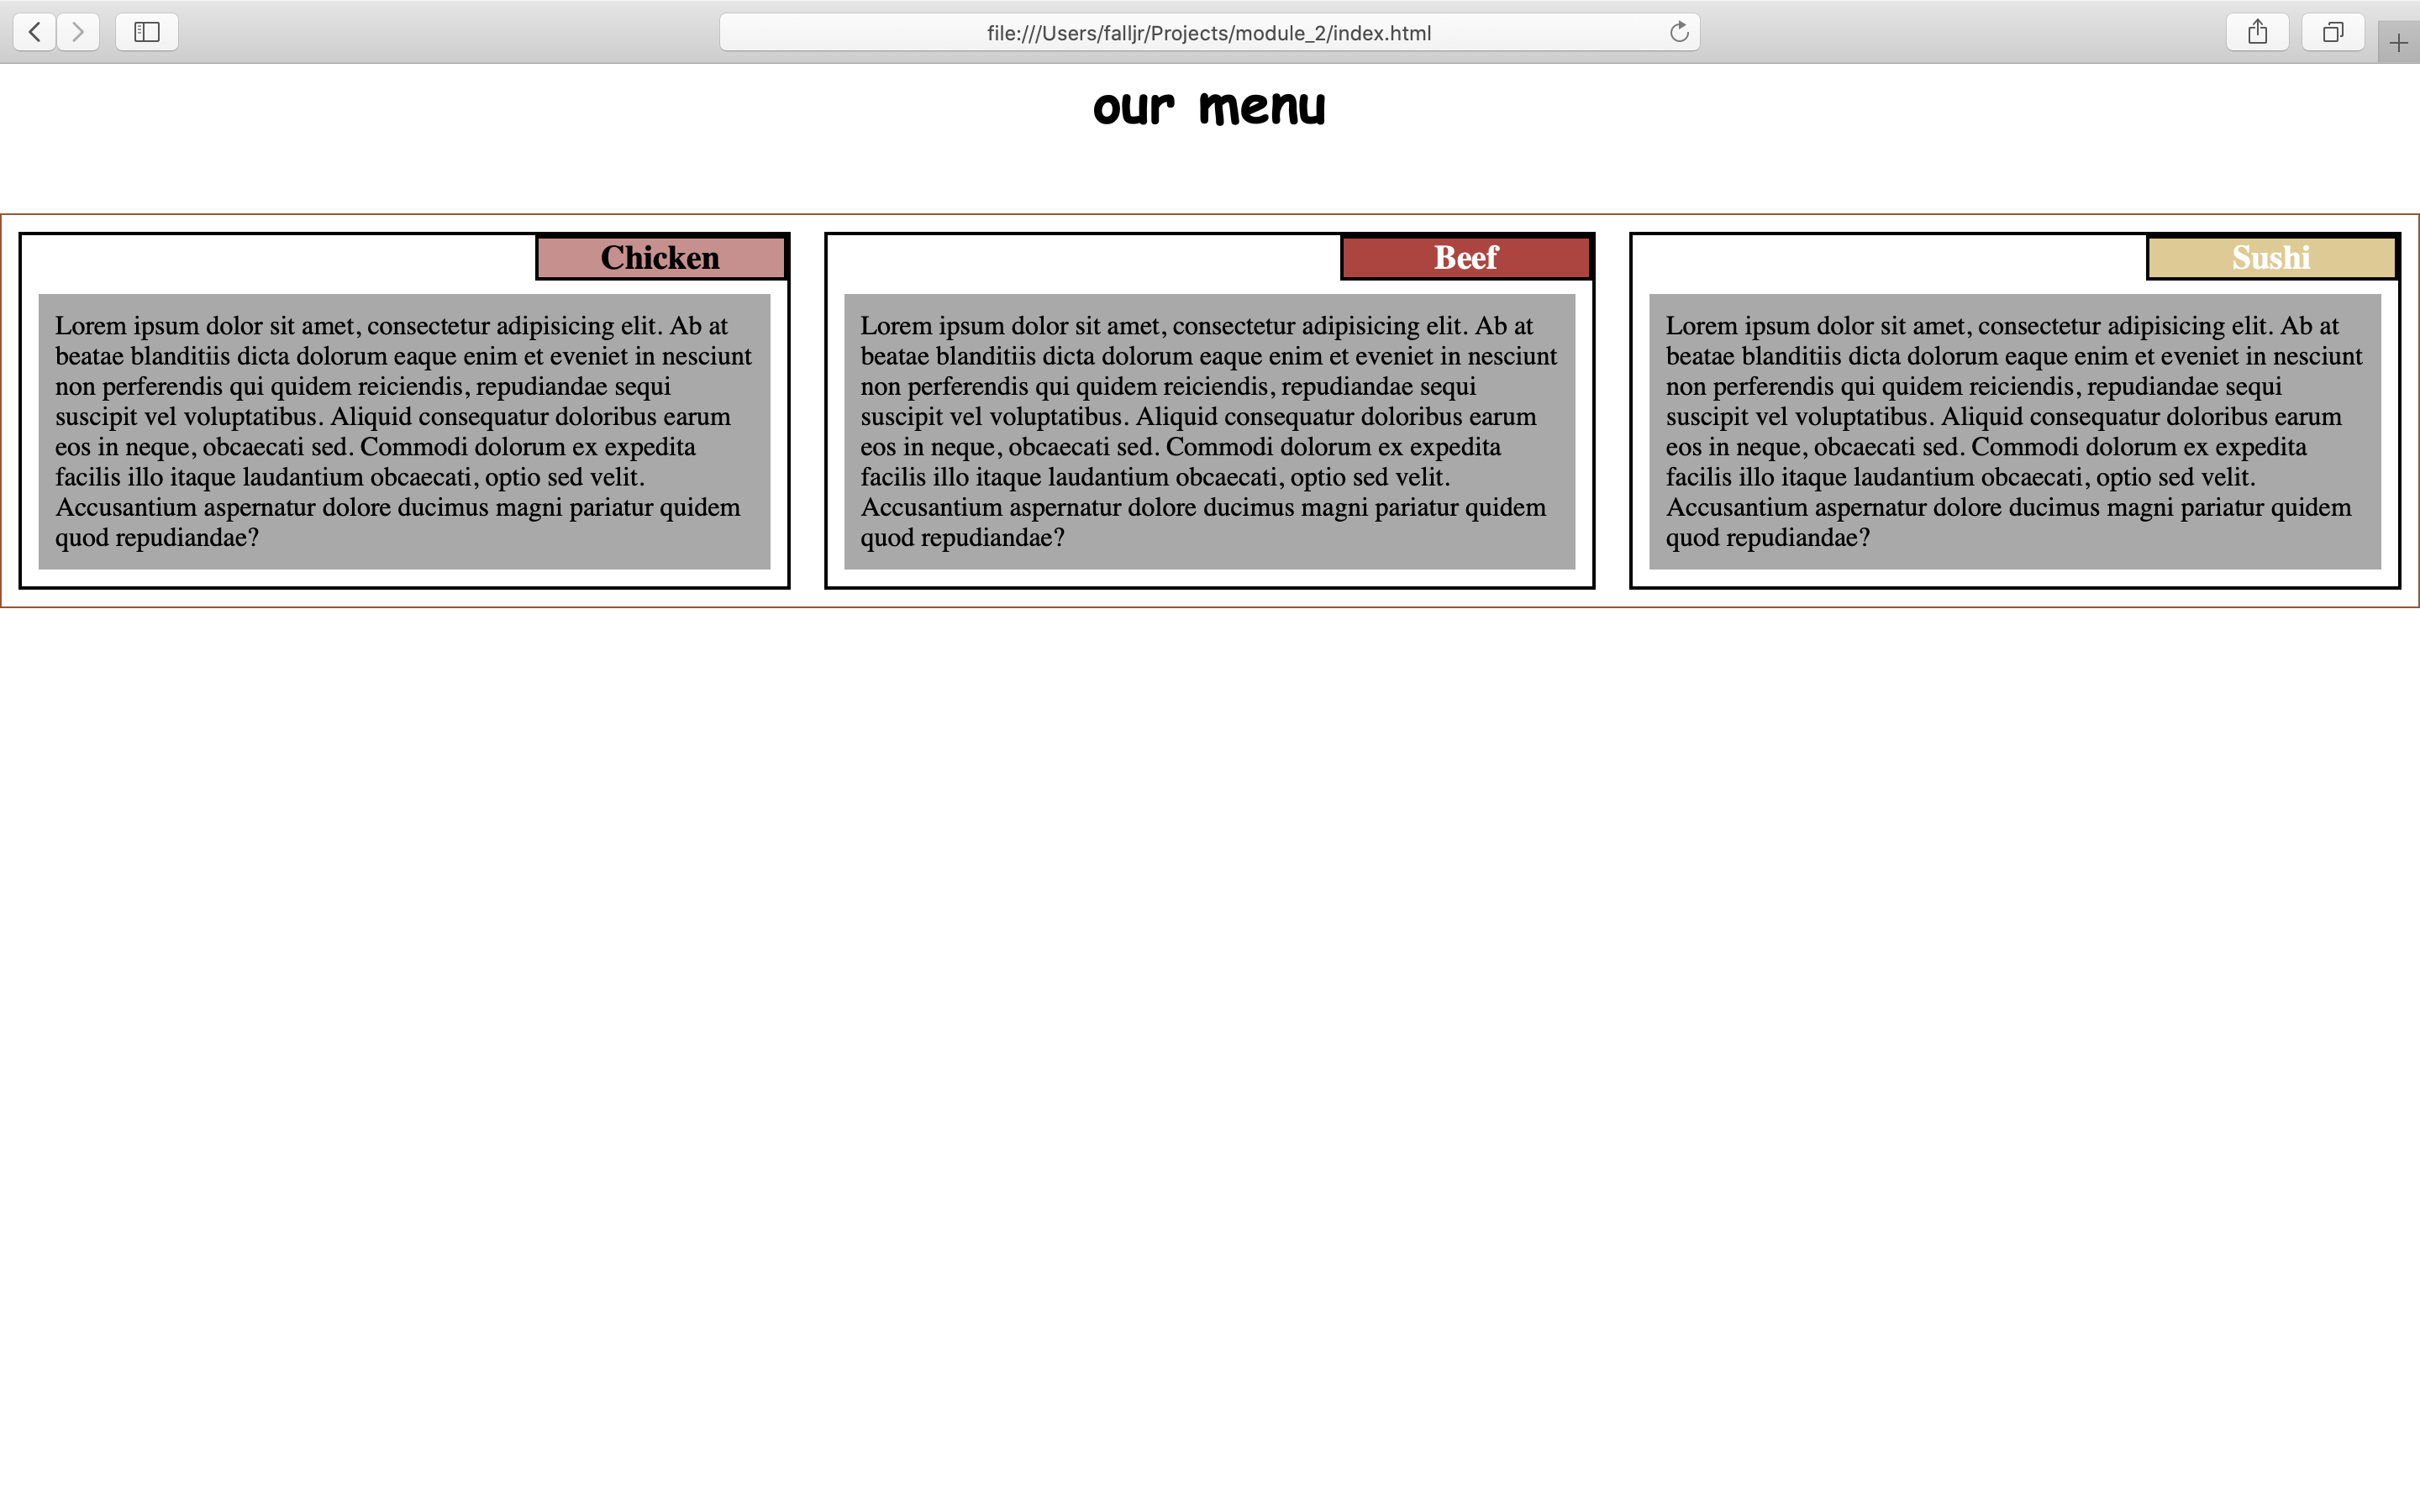 file:///Users/falljr/Projects/module_2/index.html
our menu
Chicken
Lorem ipsum dolor sit amet, consectetur adipisicing elit. Ab at
beatae blanditiis dicta dolorum eaque enim et eveniet in nesciunt
non perferendis qui quidem reiciendis, repudiandae sequi
suscipit vel voluptatibus. Aliquid consequatur doloribus earum
eos in neque, obcaecati sed. Commodi dolorum ex expedita
facilis illo itaque laudantium obcaecati, optio sed velit.
Accusantium aspernatur dolore ducimus magni pariatur quidem
quod repudiandae?
Beef
Lorem ipsum dolor sit amet, consectetur adipisicing elit. Ab at
beatae blanditiis dicta dolorum eaque enim et eveniet in nesciunt
non perferendis qui quidem reiciendis, repudiandae sequi
suscipit vel voluptatibus. Aliquid consequatur doloribus earum
eos in neque, obcaecati sed. Commodi dolorum ex expedita
facilis illo itaque laudantium obcaecati, optio sed velit.
Accusantium aspernatur dolore ducimus magni pariatur quidem
quod repudiandae?
Sushi
Lorem ipsum dolor sit amet, consectetur adipisicing elit. Ab at
beatae blanditiis dicta dolorum eaque enim et eveniet in nesciunt
non perferendis qui quidem reiciendis, repudiandae sequi
suscipit vel voluptatibus. Aliquid consequatur doloribus earum
eos in neque, obcaecati sed. Commodi dolorum ex expedita
facilis illo itaque laudantium obcaecati, optio sed velit.
Accusantium aspernatur dolore ducimus magni pariatur quidem
quod repudiandae?